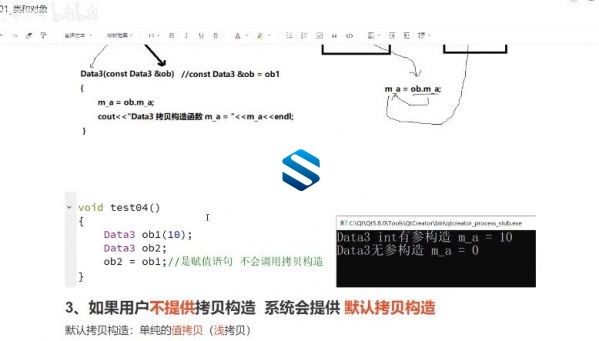 01_类和对象
bilibili
Data3(const Data3 &ob) //const Data3 &ob = ob1
{
m_a = ob.m_a;
cout<<"Data3 拷贝构造函数 m_a = "<<m_a<<endl;
}
m_a = ob.m_a;
void test04()
{
Data3 ob1(10);
Data3 ob2;
ob2 = ob1;//是赋值语句 不会调用拷贝构造
}
C:\Qt\Qt5.8.0\Tools\QtCreator\bin\qtcreator_process_stub.exe
Data3 int有参构造 m_a = 10
Data3无参构造 m_a = 0
3、如果用户不提供拷贝构造 系统会提供 默认拷贝构造
默认拷贝构造：单纯的值拷贝（浅拷贝）